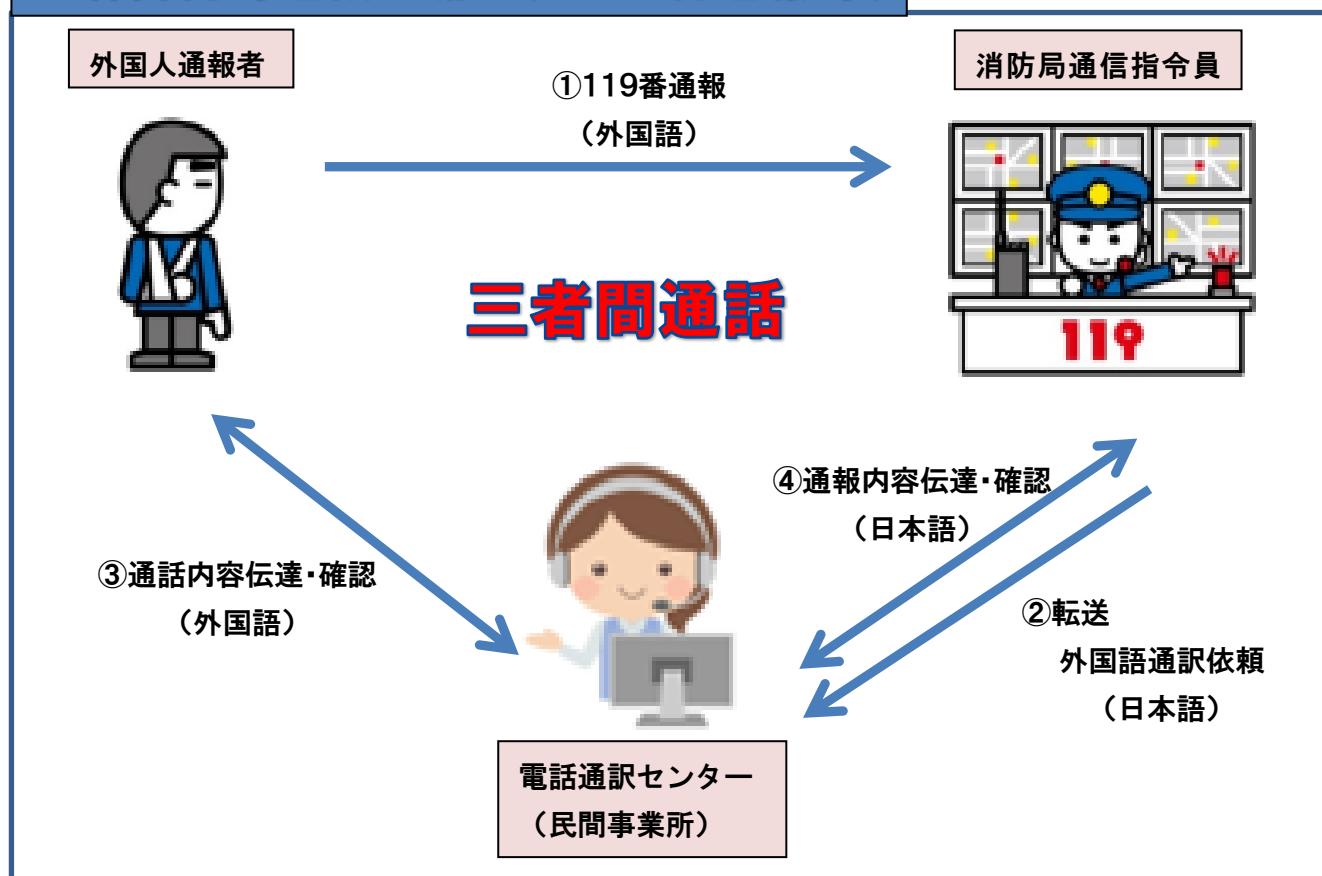 外国人通報者
消防局通信指令員
①119番通報
（外国語）
119
三者間通話
④通報内容伝達・確認
（日本語）
③通話内容伝達・確認
（外国語）
②転送
外国語通訳依頼
（日本語）
電話通訳センター
（民間事業所）